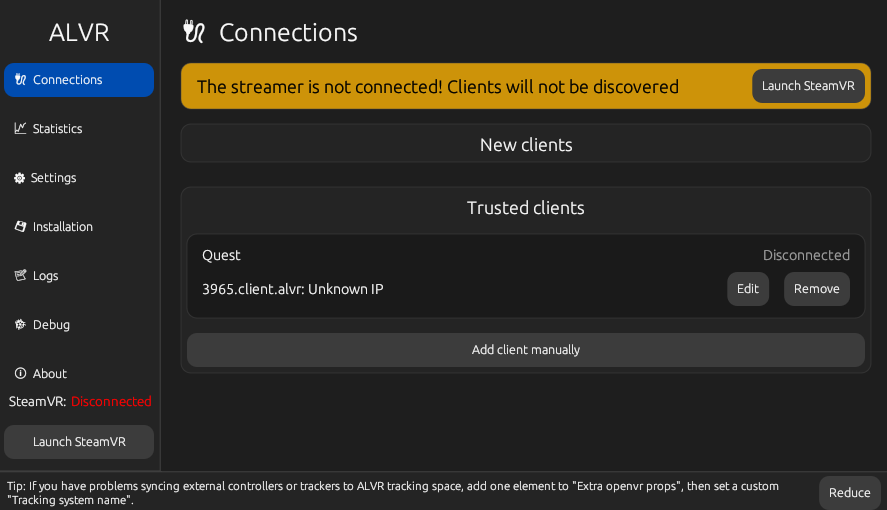 ALVR
Connections
Statistics
Settings
Installation
Logs
Debug
About
SteamVR: Disconnected
Launch SteamVR
Connections
The streamer is not connected! Clients will not be discovered
Launch SteamVR
New clients
Trusted clients
Quest
Disconnected
3965.client.alvr: Unknown IP
Edit
Remove
Add client manually
Tip: If you have problems syncing external controllers or trackers to ALVR tracking space, add one element to "Extra openvr props", then set a custom
"Tracking system name".
Reduce